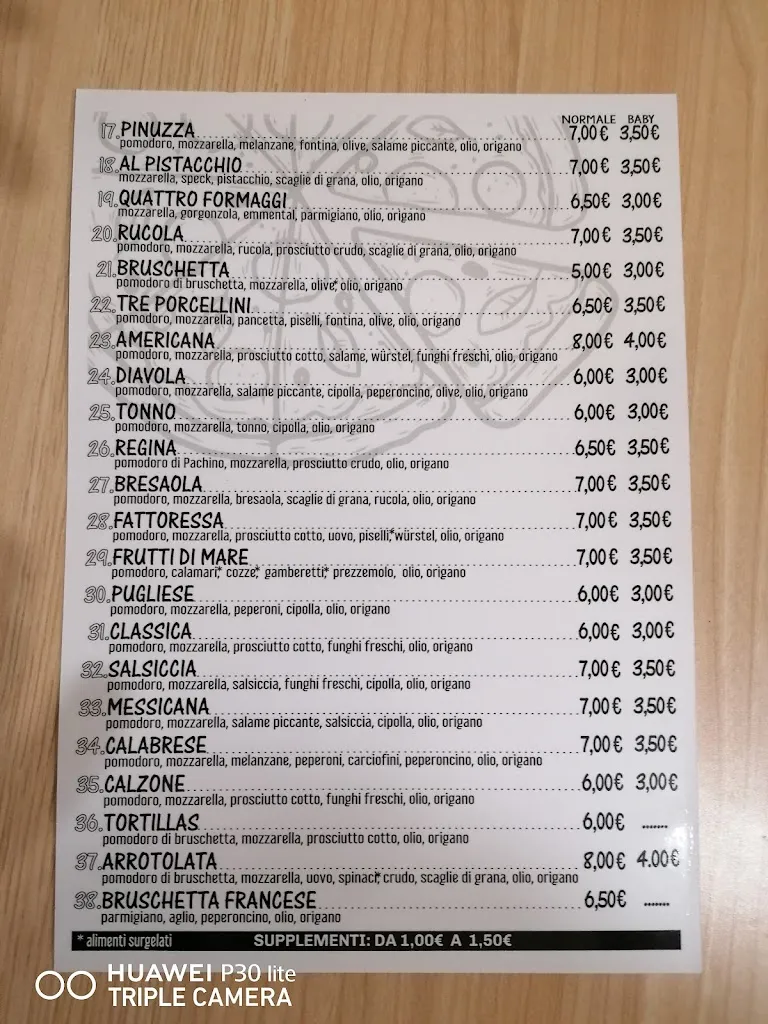 NORMALE BABY
17. PINUZZA 7,00€ 3,50€
pomodoro, mozzarella, melanzane, fontina, olive, salame piccante, olio, origano
18. AL PISTACCHIO 7,00€ 3,50€
mozzarella, speck, pistacchio, scaglie di grana, olio, origano
19. QUATTRO FORMAGGI 6,50€ 3,00€
mozzarella, gorgonzola, emmental, parmigiano, olio, origano
20. RUCOLA 7,00€ 3,50€
pomodoro, mozzarella, rucola, prosciutto crudo, scaglie di grana, olio, origano
21. BRUSCHETTA 5,00€ 3,00€
pomodoro di bruschetta, mozzarella, olive,* olio, origano
22. TRE PORCELLINI 6,50€ 3,50€
pomodoro, mozzarella, pancetta, piselli, fontina, olive, olio, origano
23. AMERICANA 8,00€ 4,00€
pomodoro, mozzarella, prosciutto cotto, salame, würstel, funghi freschi, olio, origano
24. DIAVOLA 6,00€ 3,00€
pomodoro, mozzarella, salame piccante, cipolla, peperoncino, olive, olio, origano
25. TONNO 6,00€ 3,00€
pomodoro, mozzarella, tonno, cipolla, olio, origano
26. REGINA 6,50€ 3,50€
pomodoro di Pachino, mozzarella, prosciutto crudo, olio, origano
27. BRESAOLA 7,00€ 3,50€
pomodoro, mozzarella, bresaola, scaglie di grana, rucola, olio, origano
28. FATTORESSA 7,00€ 3,50€
pomodoro, mozzarella, prosciutto cotto, uovo, piselli,* würstel, olio, origano
29. FRUTTI DI MARE 7,00€ 3,50€
pomodoro, calamari,* cozze,* gamberetti,* prezzemolo, olio, origano
30. PUGLIESE 6,00€ 3,00€
pomodoro, mozzarella, peperoni, cipolla, olio, origano
31. CLASSICA 6,00€ 3,00€
pomodoro, mozzarella, prosciutto cotto, funghi freschi, olio, origano
32. SALSICCIA 7,00€ 3,50€
pomodoro, mozzarella, salsiccia, funghi freschi, cipolla, olio, origano
33. MESSICANA 7,00€ 3,50€
pomodoro, mozzarella, salame piccante, salsiccia, cipolla, olio, origano
34. CALABRESE 7,00€ 3,50€
pomodoro, mozzarella, melanzane, peperoni, carciofini, peperoncino, olio, origano
35. CALZONE 6,00€ 3,00€
pomodoro, mozzarella, prosciutto cotto, funghi freschi, olio, origano
36. TORTILLAS 6,00€ .......
pomodoro di bruschetta, mozzarella, prosciutto cotto, olio, origano
37. ARROTOLATA 8,00€ 4.00€
pomodoro di bruschetta, mozzarella, uovo, spinaci,* crudo, scaglie di grana, olio, origano
38. BRUSCHETTA FRANCESE 6,50€ .......
parmigiano, aglio, peperoncino, olio, origano
* alimenti surgelati SUPPLEMENTI: DA 1,00€ A 1,50€
HUAWEI P30 lite
TRIPLE CAMERA